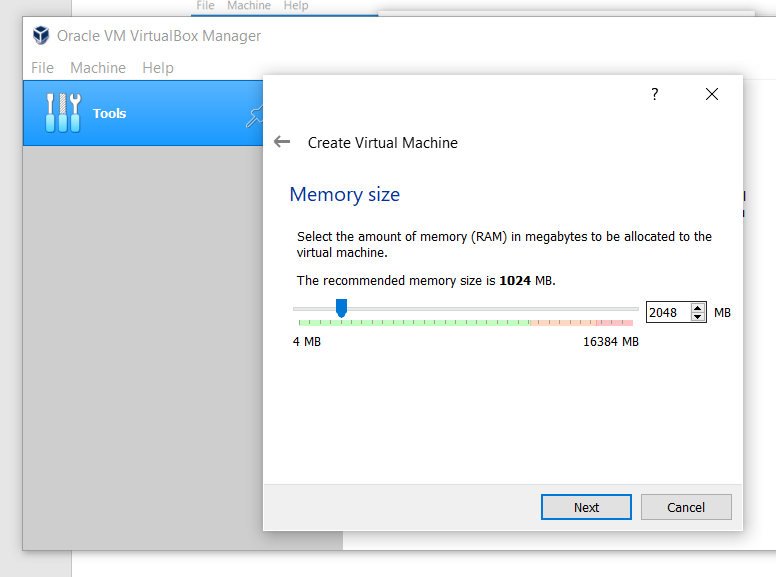 File Machine Help
Oracle VM VirtualBox Manager
File Machine Help
Tools
?
Create Virtual Machine
Memory size
Select the amount of memory (RAM) in megabytes to be allocated to the
virtual machine.
The recommended memory size is 1024 MB.
2048 MB
4 MB 16384 MB
Next Cancel